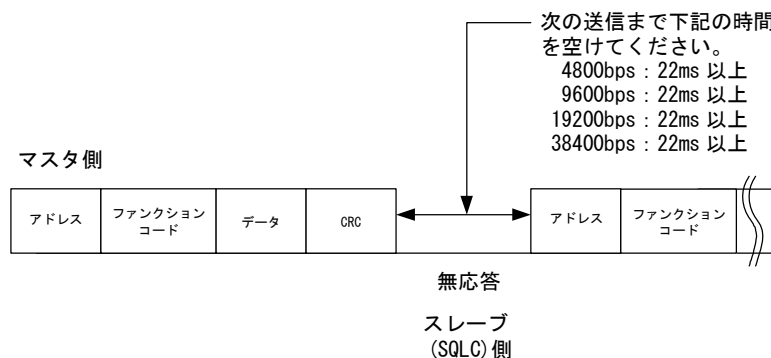 次の送信まで下記の時間
を空けてください。
4800bps：22ms 以上
9600bps：22ms 以上
19200bps：22ms 以上
38400bps：22ms 以上
マスタ側
アドレス
ファンクション
コード
データ
CRC
アドレス
ファンクション
コード
無応答
スレーブ
(SQLC)側